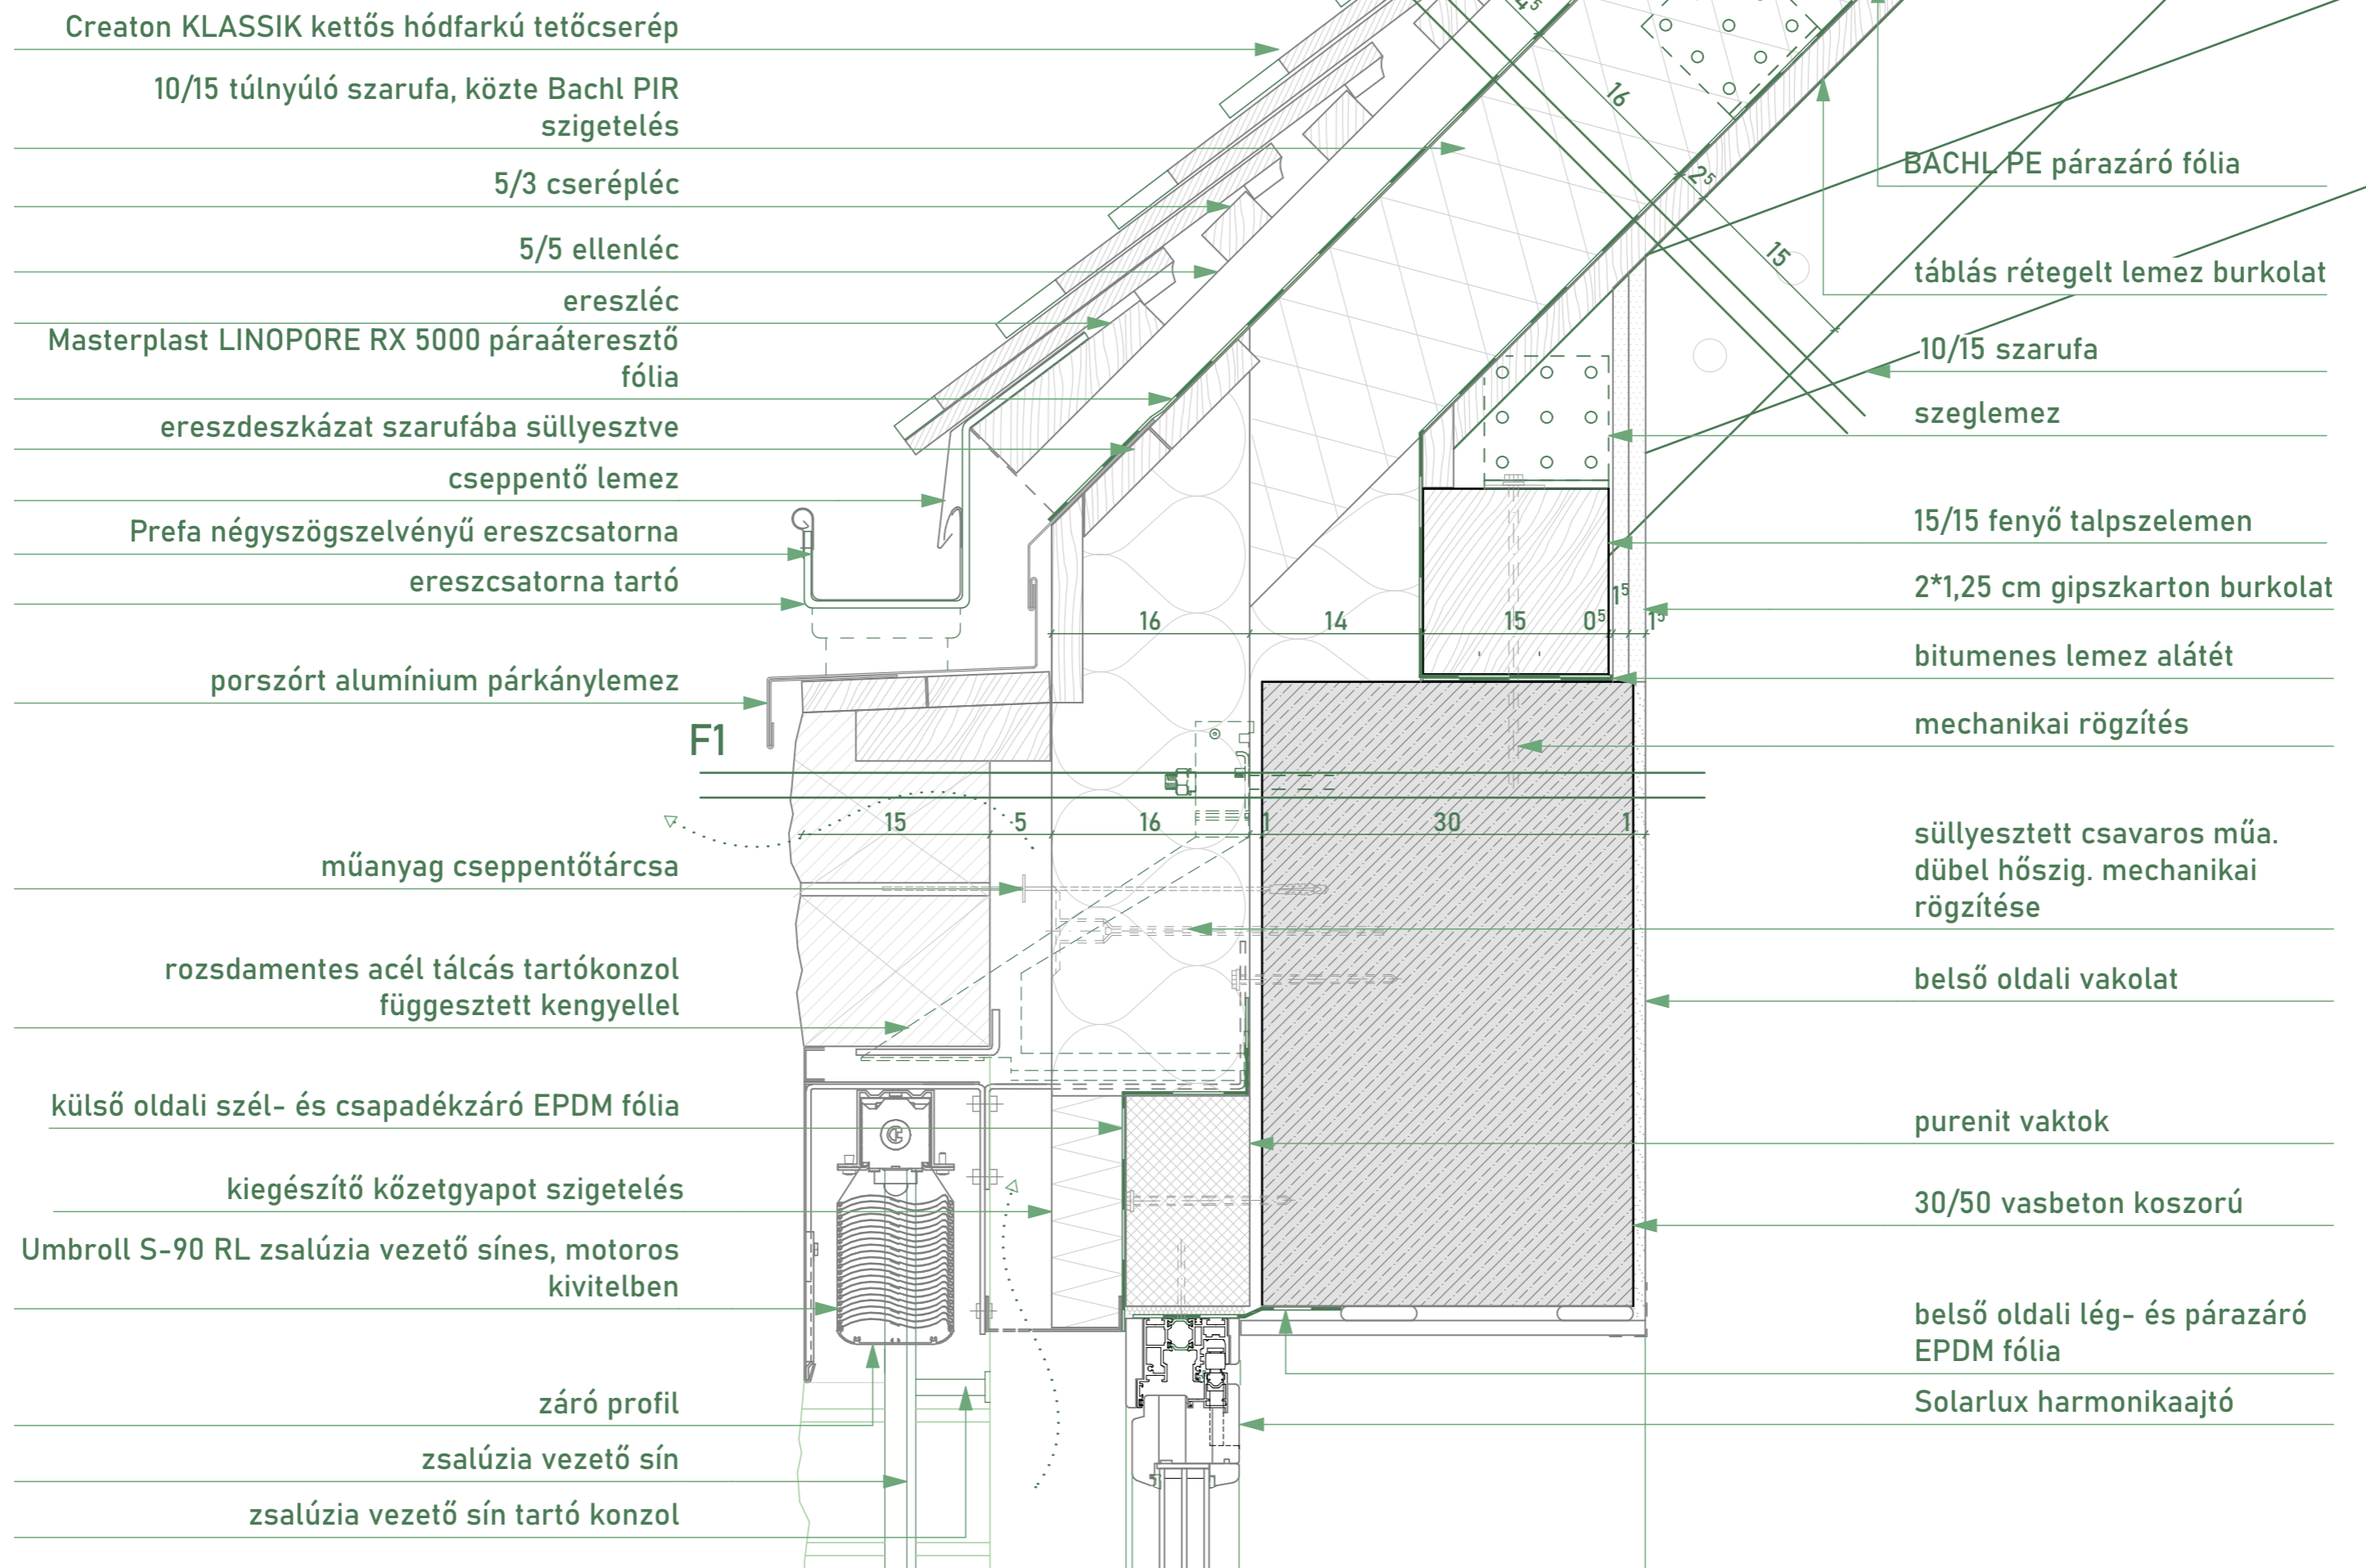 Creaton KLASSIK kettős hódfarkú tetőcserép
10/15 túlnyúló szarufa, közte Bachl PIR
szigetelés
5/3 cserépléc
5/5 ellenléc
ereszléc
Masterplast LINOPORE RX 5000 páraáteresztő
fólia
ereszdeszkázat szarufába süllyesztve
cseppentő lemez
Prefa négyszögszelvényű ereszcsatorna
ereszcsatorna tartó
porszórt alumínium párkánylemez
F1
műanyag cseppentőtárcsa
rozsdamentes acél tálcás tartókonzol
függesztett kengyellel
külső oldali szél- és csapadékzáró EPDM fólia
kiegészítő kőzetgyapot szigetelés
Umbroll S-90 RL zsalúzia vezető sínes, motoros
kivitelben
záró profil
zsalúzia vezető sín
zsalúzia vezető sín tartó konzol
4⁵
16
2⁵
15
16 14 15 0⁵ 1⁵ 1⁵
15 5 16 1 30 1
BACHL PE párazáró fólia
táblás rétegelt lemez burkolat
10/15 szarufa
szeglemez
15/15 fenyő talpszelemen
2*1,25 cm gipszkarton burkolat
bitumenes lemez alátét
mechanikai rögzítés
süllyesztett csavaros műa.
dübel hőszig. mechanikai
rögzítése
belső oldali vakolat
purenit vaktok
30/50 vasbeton koszorú
belső oldali lég- és párazáró
EPDM fólia
Solarlux harmonikaajtó